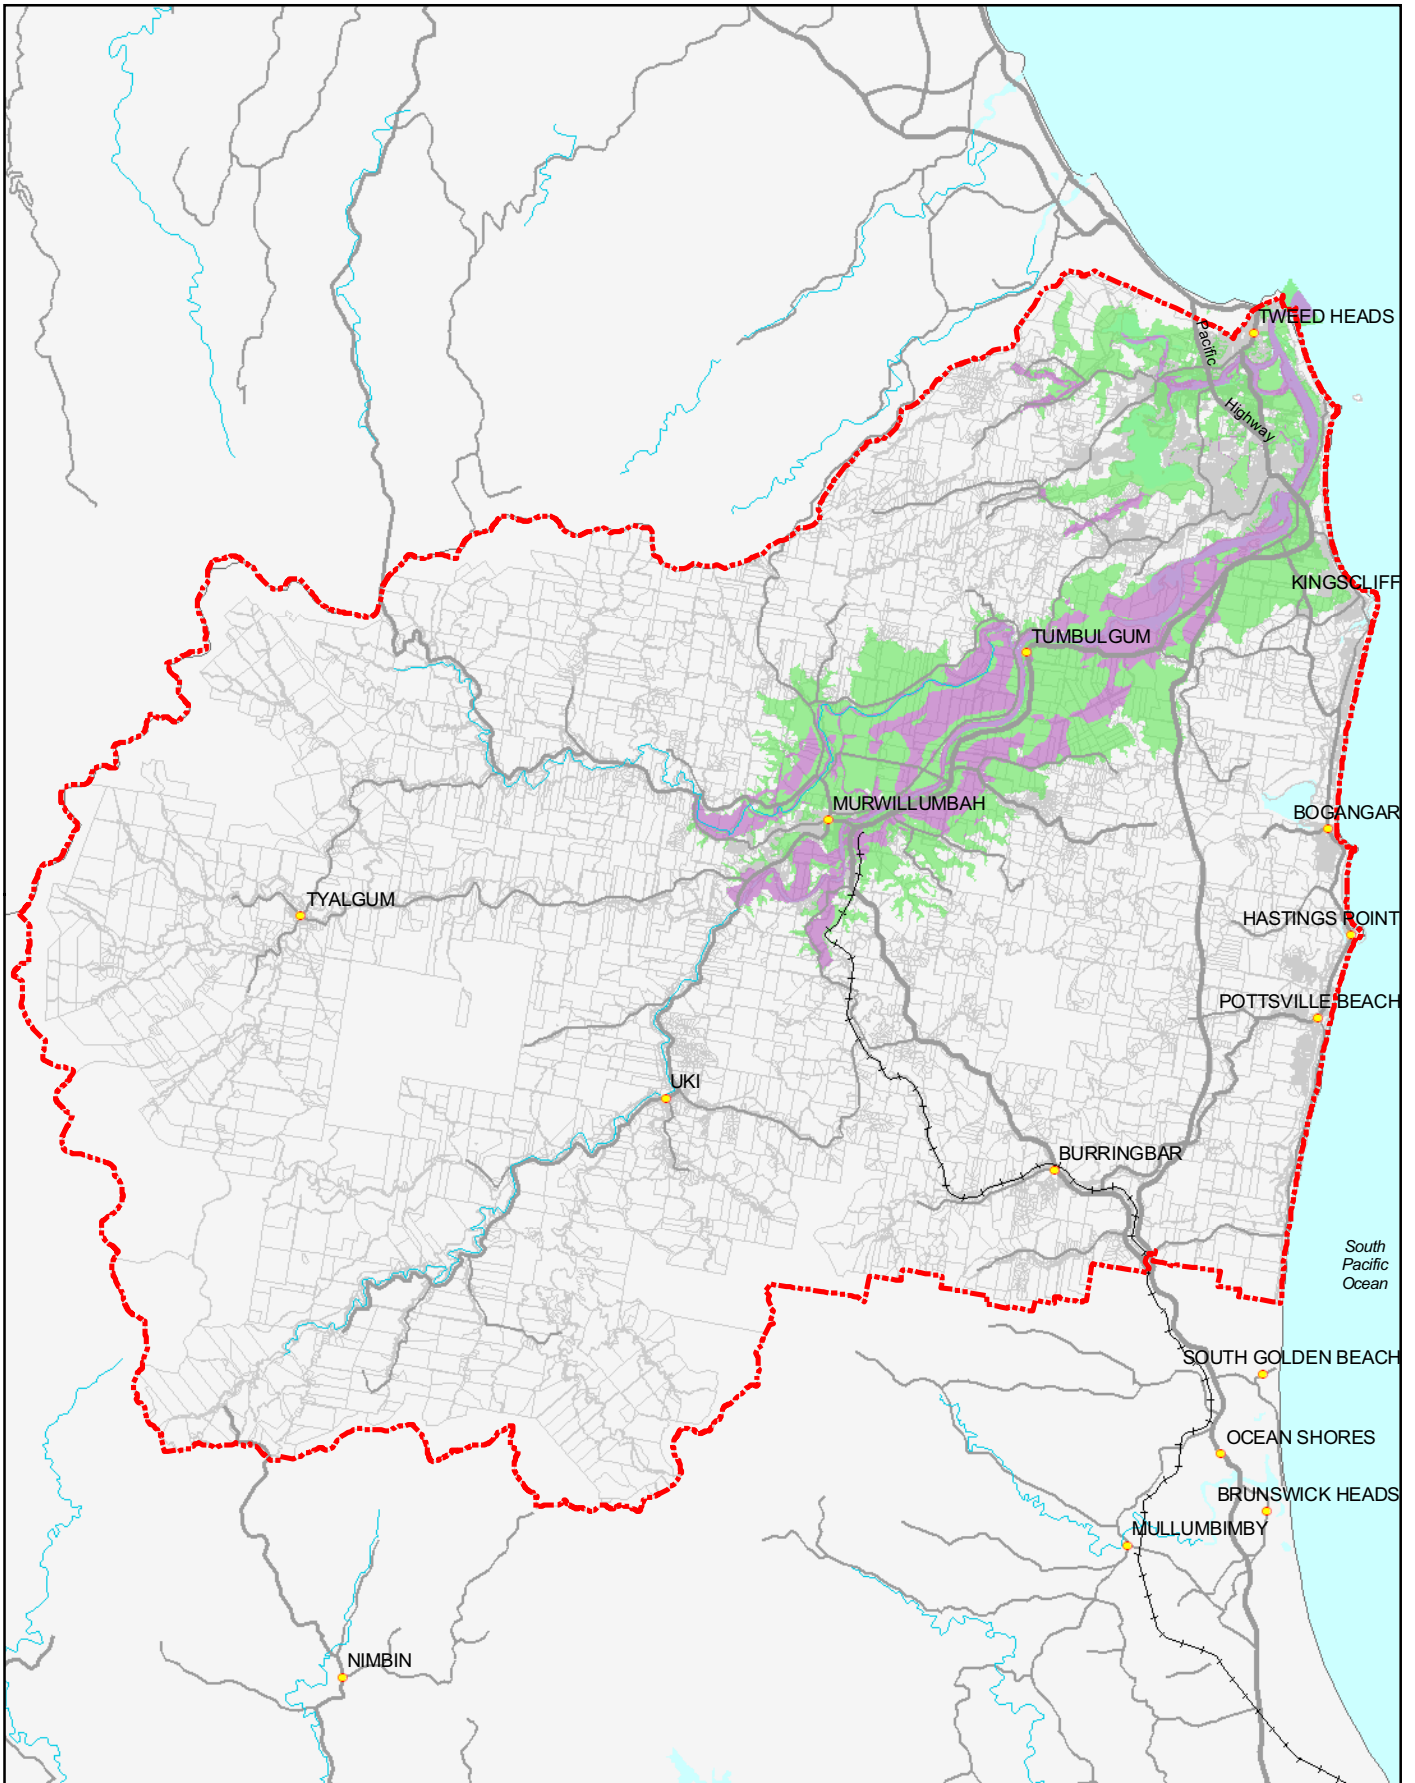 TWEED HEADS
Pacific
Highway
KINGSCLIFF
TUMBULGUM
MURWILLUMBAH
BOGANGAR
TYALGUM
HASTINGS POINT
POTTSVILLE BEACH
UKI
BURRINGBAR
South
Pacific
Ocean
SOUTH GOLDEN BEACH
OCEAN SHORES
BRUNSWICK HEADS
MULLUMBIMBY
NIMBIN